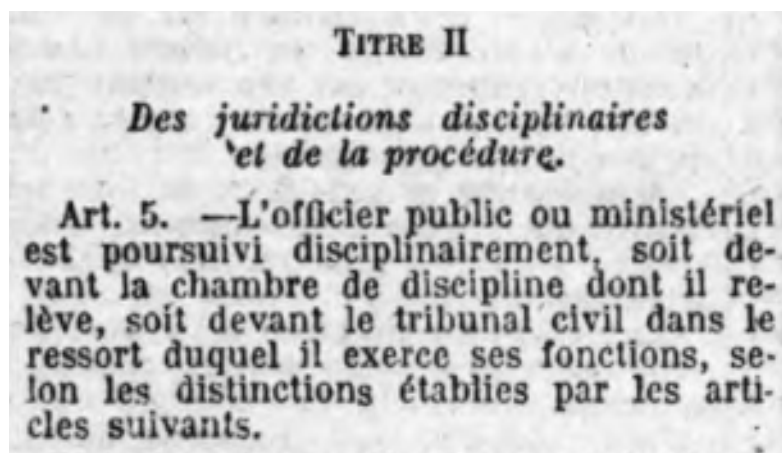 TITRE II
Des juridictions disciplinaires
et de la procédure.
Art. 5. —L'officier public ou ministériel
est poursuivi disciplinairement, soit de-
vant la chambre de discipline dont il re-
lève, soit devant le tribunal civil dans le
ressort duquel il exerce ses fonctions, se-
lon les distinctions établies par les arti-
cles suivants.